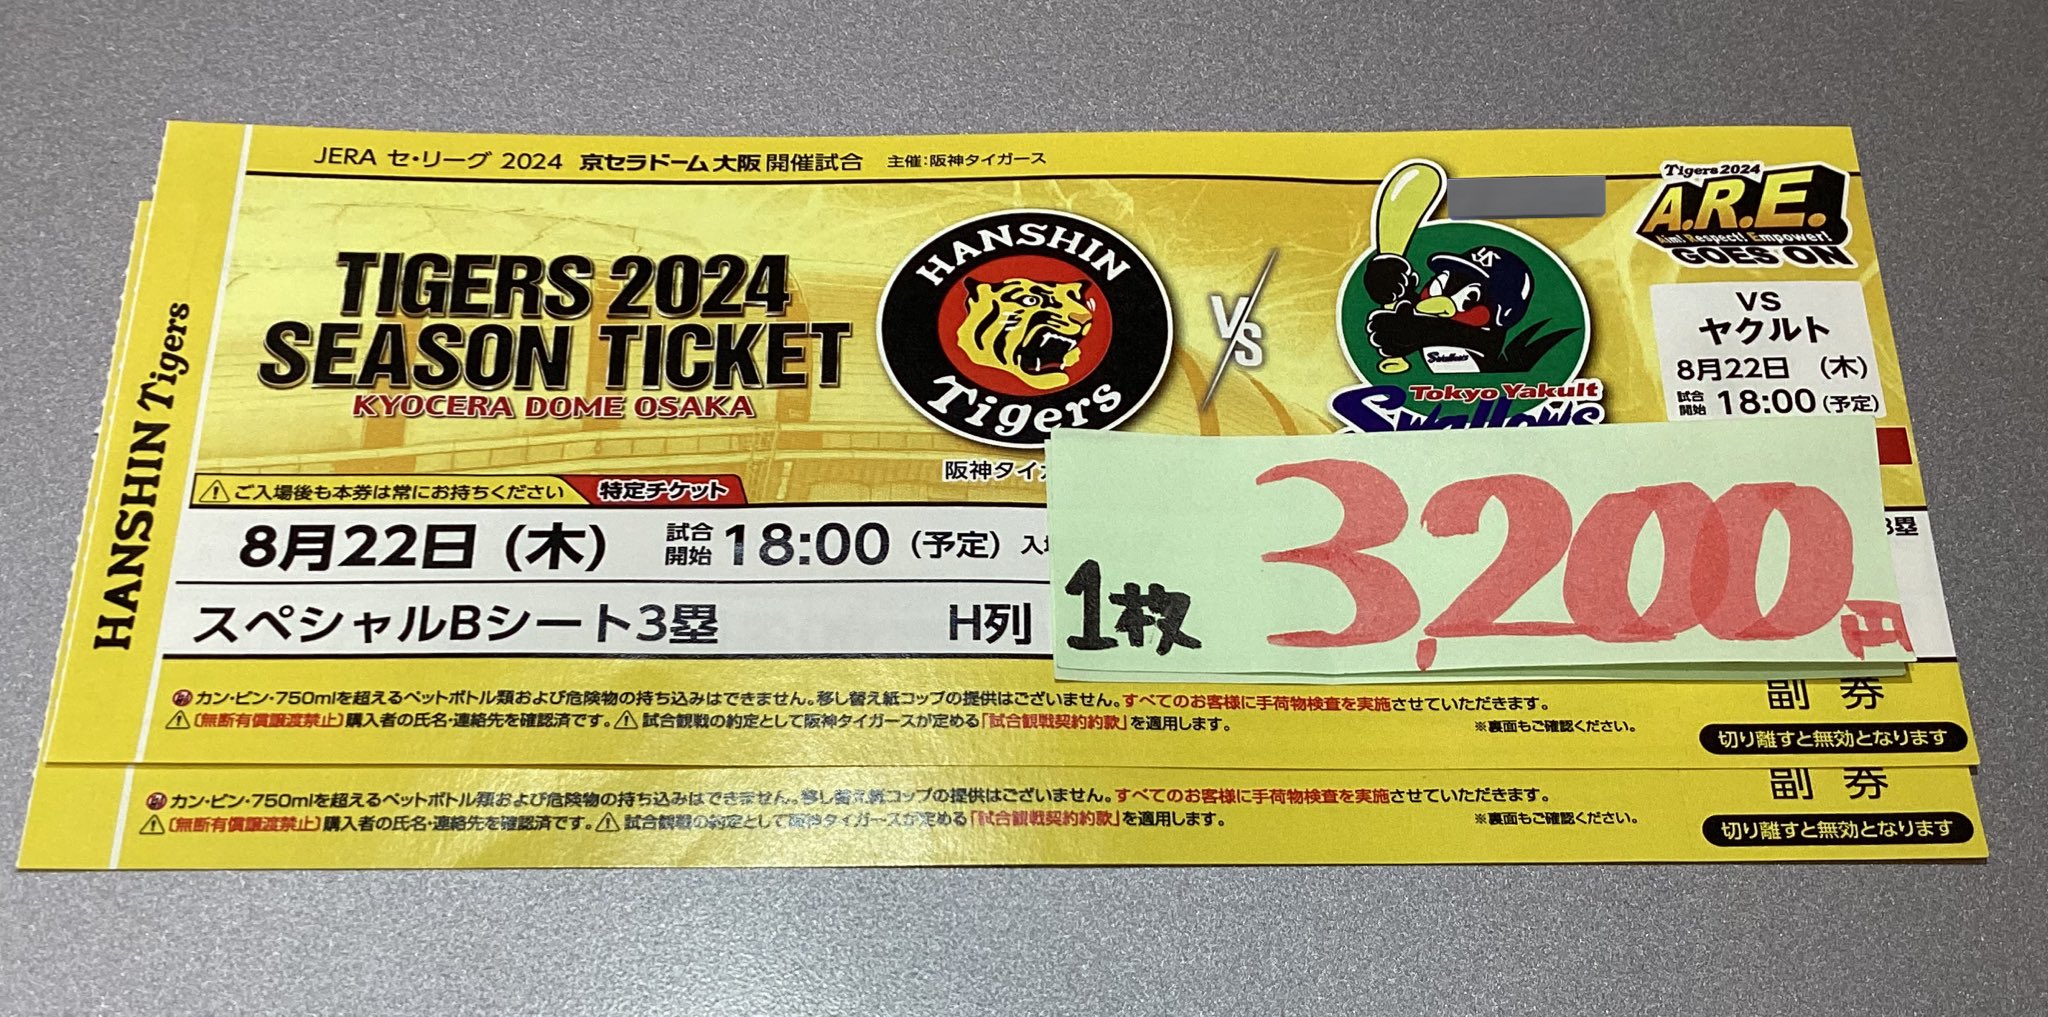 JERA セ・リーグ 2024 京セラドーム大阪 開催試合 主催:阪神タイガース
HANSHIN Tigers
TIGERS 2024
SEASON TICKET
KYOCERA DOME OSAKA
HANSHIN
Tigers
阪神タイ
VS
Swallows
Tokyo Yakult
Swallows
Tigers 2024
A.R.E.
Aim! Respect! Empower!
GOES ON
VS
ヤクルト
8月22日 (木)
試合開始 18:00 (予定)
ご入場後も本券は常にお持ちください 特定チケット
8月22日 (木) 試合開始 18:00 (予定)
スペシャルBシート3塁 H列
塁
1枚 3,200円
カン・ビン・750mlを超えるペットボトル類および危険物の持ち込みはできません。移し替え紙コップの提供はございません。すべてのお客様に手荷物検査を実施させていただきます。
〔無断有償譲渡禁止〕購入者の氏名・連絡先を確認済です。試合観戦の約定として阪神タイガースが定める「試合観戦契約約款」を適用します。 ※裏面もご確認ください。
副券
切り離すと無効となります
カン・ビン・750mlを超えるペットボトル類および危険物の持ち込みはできません。移し替え紙コップの提供はございません。すべてのお客様に手荷物検査を実施させていただきます。
〔無断有償譲渡禁止〕購入者の氏名・連絡先を確認済です。試合観戦の約定として阪神タイガースが定める「試合観戦契約約款」を適用します。 ※裏面もご確認ください。
副券
切り離すと無効となります